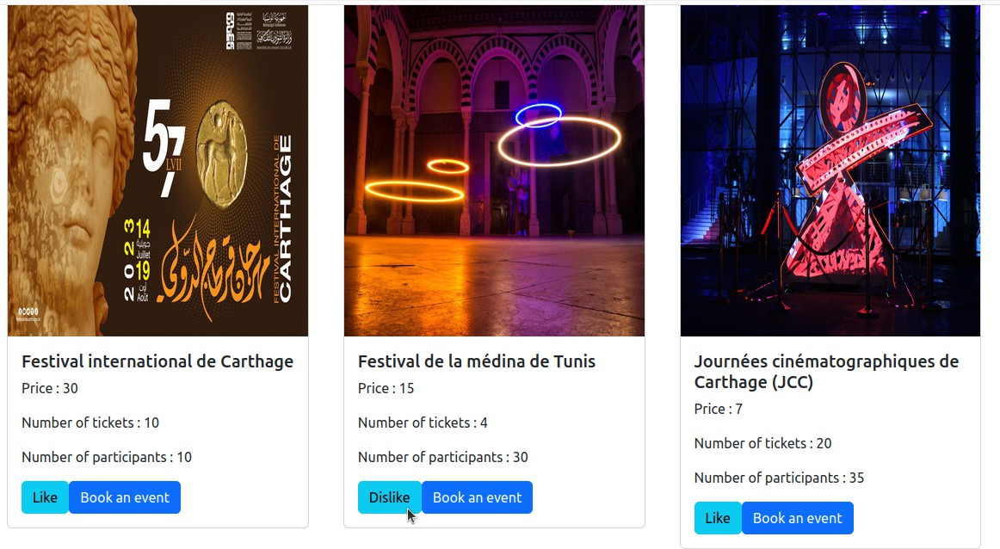 57
LVII
2023
14
جويلية
Juillet
19
أوت
Août
مهرجان قرطاج الدولي
FESTIVAL INTERNATIONAL DE
CARTHAGE
Festival international de Carthage
Price : 30
Number of tickets : 10
Number of participants : 10
Like
Book an event
Festival de la médina de Tunis
Price : 15
Number of tickets : 4
Number of participants : 30
Dislike
Book an event
Journées cinématographiques de
Carthage (JCC)
Price : 7
Number of tickets : 20
Number of participants : 35
Like
Book an event